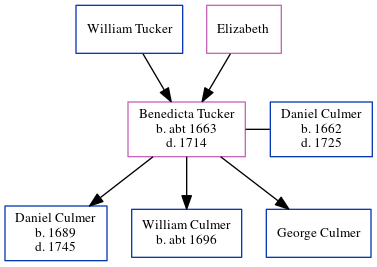 William Tucker
Elizabeth
Benedicta Tucker
b. abt 1663
d. 1714
Daniel Culmer
b. 1662
d. 1725
Daniel Culmer
b. 1689
d. 1745
William Culmer
b. abt 1696
George Culmer